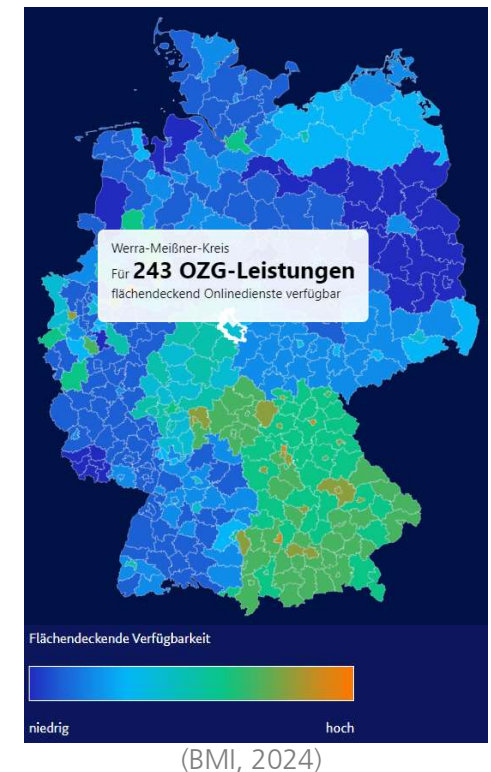 Werra-Meißner-Kreis
Für 243 OZG-Leistungen
flächendeckend Onlinedienste verfügbar
Flächendeckende Verfügbarkeit
niedrig hoch
(BMI, 2024)